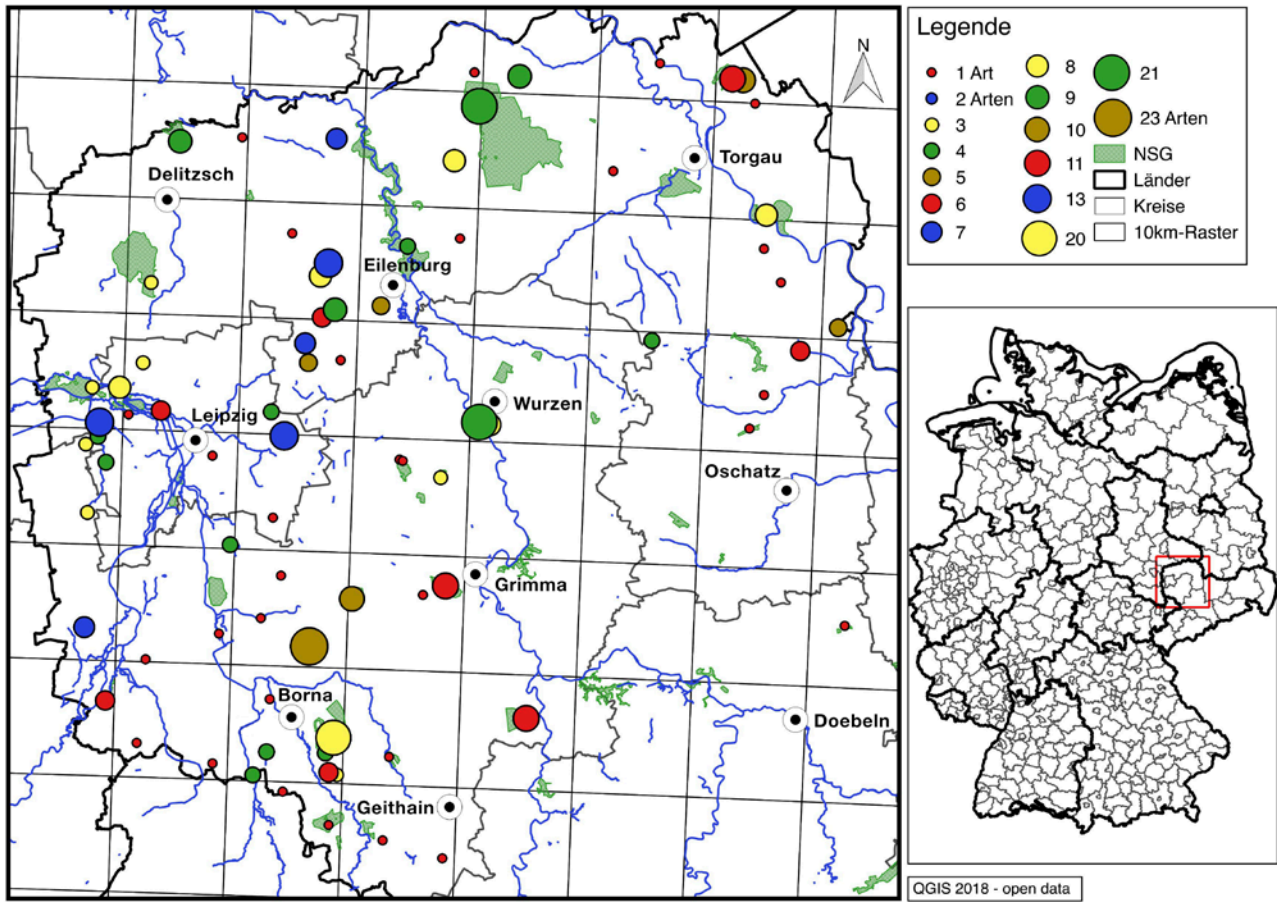 N
Delitzsch
Torgau
Eilenburg
Wurzen
Leipzig
Oschatz
Grimma
Borna
Doebeln
Geithain
Legende
1 Art
2 Arten
3
4
5
6
7
8
9
10
11
13
20
21
23 Arten
NSG
Länder
Kreise
10km-Raster
QGIS 2018 - open data